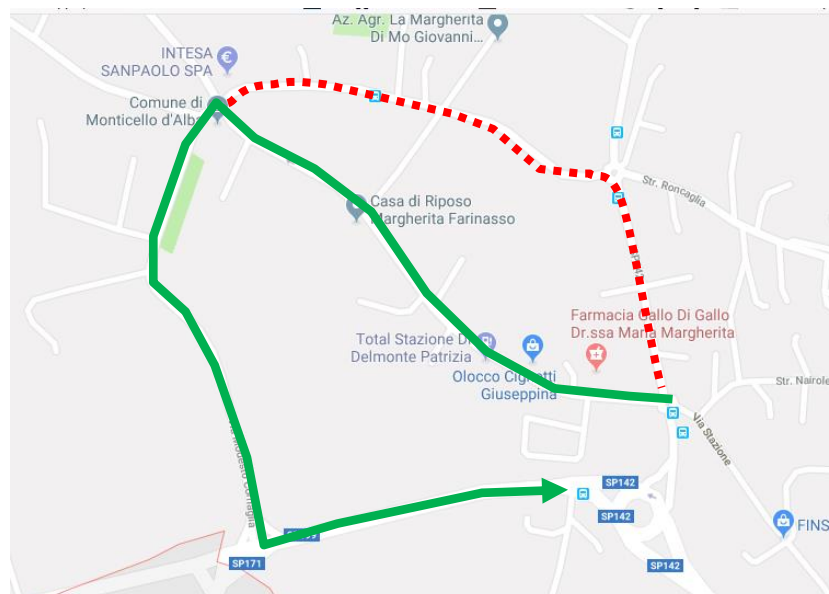 Az. Agr. La Margherita
Di Mo Giovanni...
INTESA
SANPAOLO SPA
Comune di
Monticello d'Alba
Str. Roncaglia
Casa di Riposo
Margherita Farinasso
Farmacia Gallo Di Gallo
Dr.ssa Maria Margherita
Total Stazione Di
Delmonte Patrizia
Olocco Cignetti
Giuseppina
Str. Nairole
Via Stazione
SP142
SP142
FINS
SP171
SP142